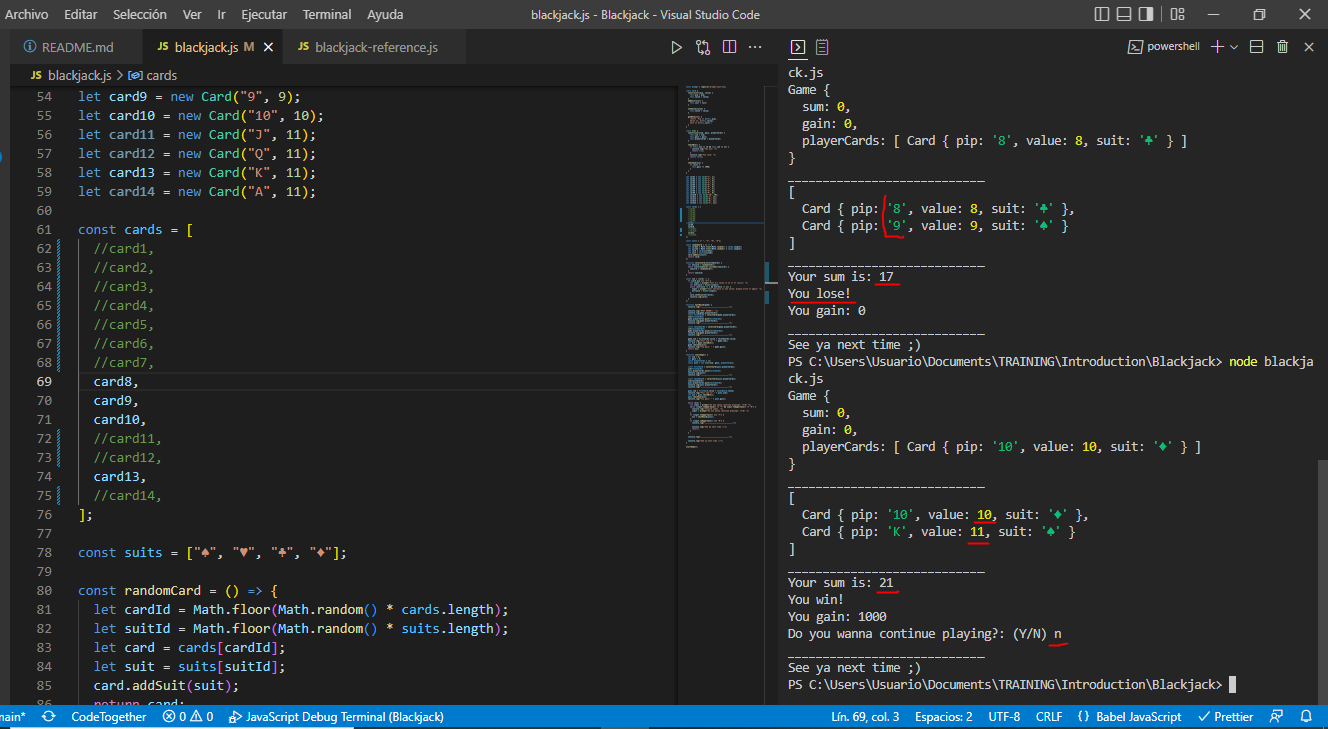 Archivo Editar Selección Ver Ir Ejecutar Terminal Ayuda
blackjack.js - Blackjack - Visual Studio Code
README.md
JS blackjack.js M
JS blackjack-reference.js
JS blackjack.js > cards
54 let card9 = new Card("9", 9);
55 let card10 = new Card("10", 10);
56 let card11 = new Card("J", 11);
57 let card12 = new Card("Q", 11);
58 let card13 = new Card("K", 11);
59 let card14 = new Card("A", 11);
60
61 const cards = [
62 //card1,
63 //card2,
64 //card3,
65 //card4,
66 //card5,
67 //card6,
68 //card7,
69 card8,
70 card9,
71 card10,
72 //card11,
73 //card12,
74 card13,
75 //card14,
76 ];
77
78 const suits = ["♠", "♥", "♣", "♦"];
79
80 const randomCard = () => {
81 let cardId = Math.floor(Math.random() * cards.length);
82 let suitId = Math.floor(Math.random() * suits.length);
83 let card = cards[cardId];
84 let suit = suits[suitId];
85 card.addSuit(suit);
86 return card;
powershell
ck.js
Game {
sum: 0,
gain: 0,
playerCards: [ Card { pip: '8', value: 8, suit: '♣' } ]
}
__________________________
[
Card { pip: '8', value: 8, suit: '♣' },
Card { pip: '9', value: 9, suit: '♠' }
]
__________________________
Your sum is: 17
You lose!
You gain: 0
__________________________
See ya next time ;)
PS C:\Users\Usuario\Documents\TRAINING\Introduction\Blackjack> node blackja
ck.js
Game {
sum: 0,
gain: 0,
playerCards: [ Card { pip: '10', value: 10, suit: '♦' } ]
}
__________________________
[
Card { pip: '10', value: 10, suit: '♦' },
Card { pip: 'K', value: 11, suit: '♠' }
]
__________________________
Your sum is: 21
You win!
You gain: 1000
Do you wanna continue playing?: (Y/N) n
__________________________
See ya next time ;)
PS C:\Users\Usuario\Documents\TRAINING\Introduction\Blackjack>
main* CodeTogether 0 0 JavaScript Debug Terminal (Blackjack) Lín. 69, col. 3 Espacios: 2 UTF-8 CRLF {} Babel JavaScript Prettier